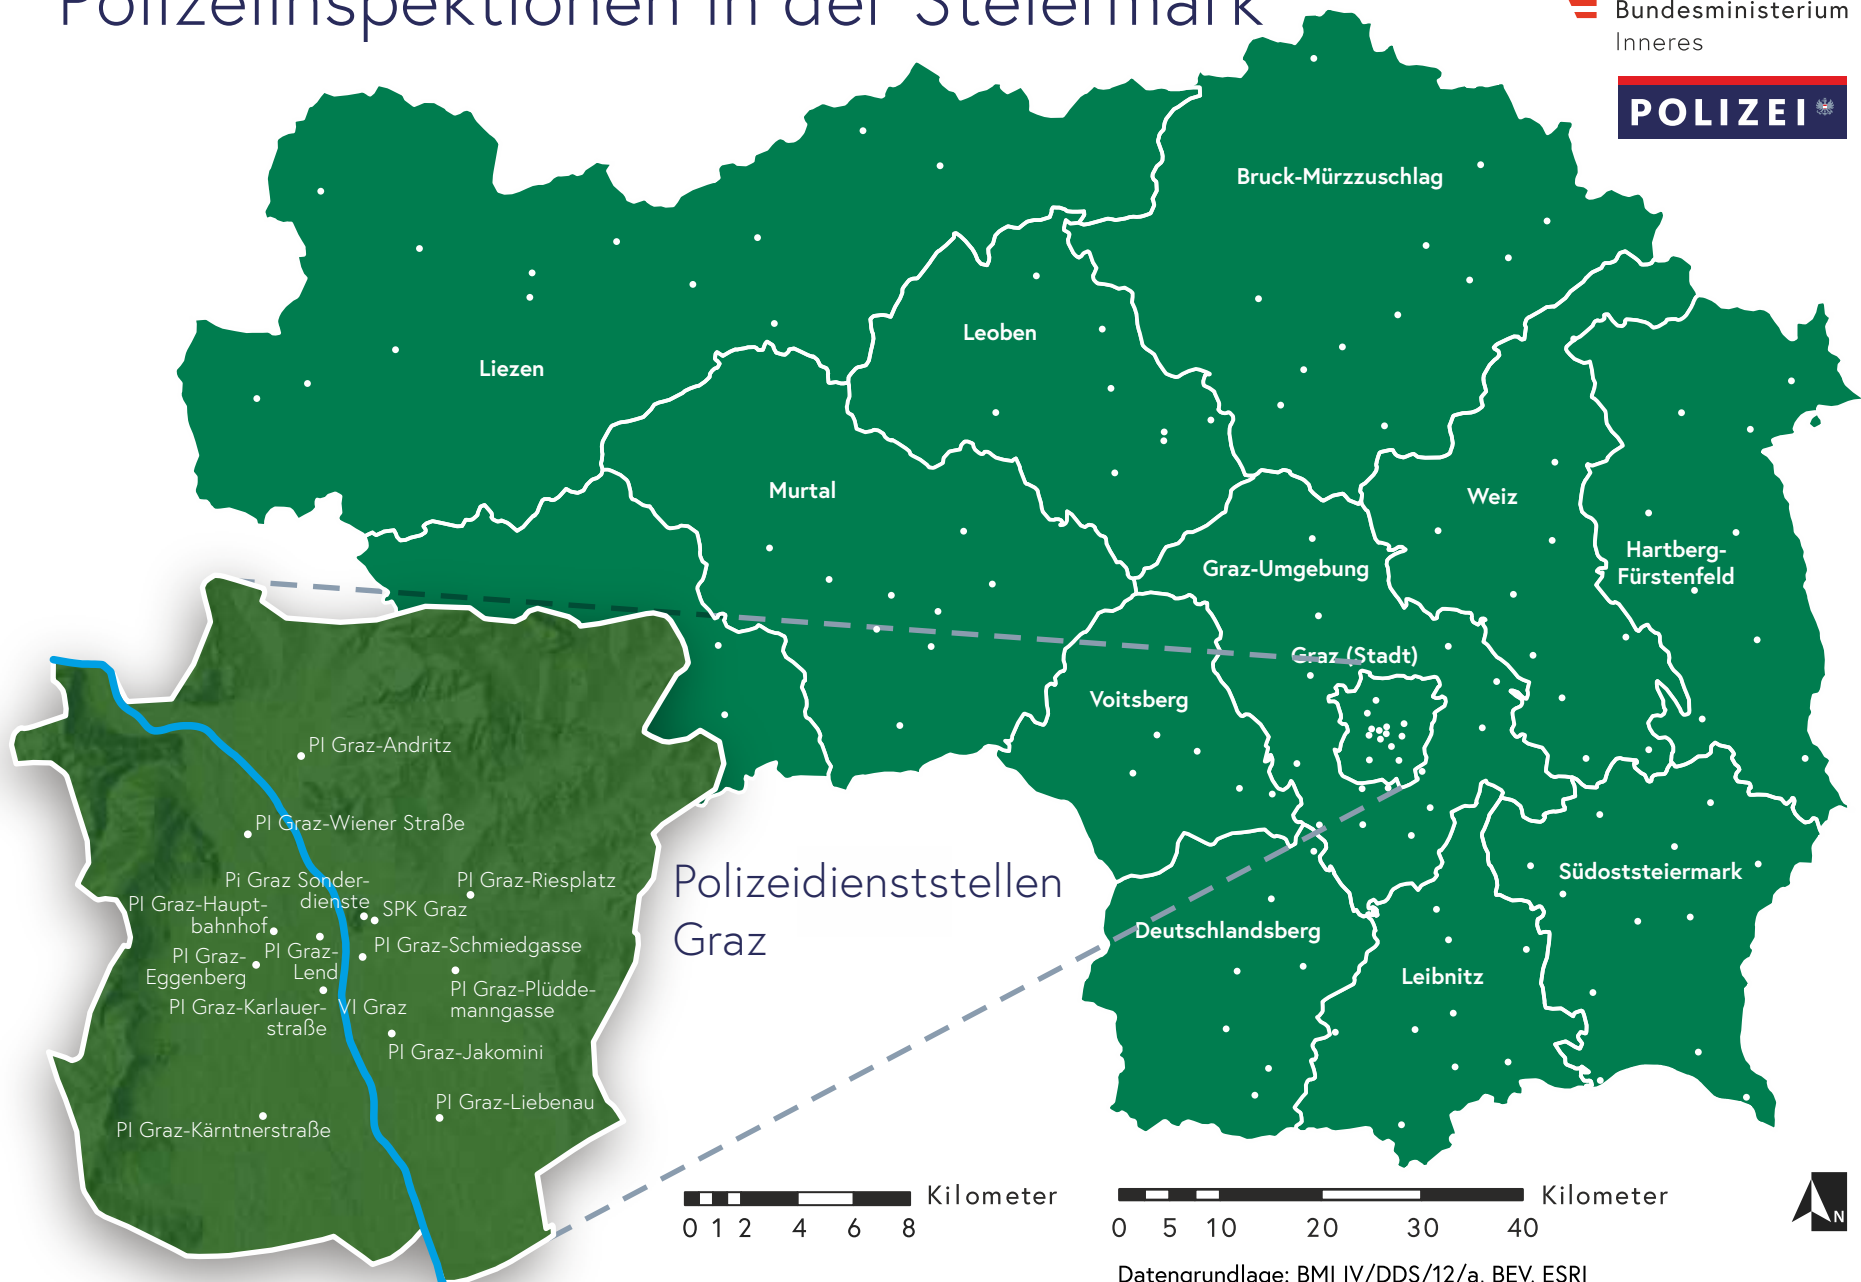 Polizeiinspektionen in der Steiermark
Bundesministerium
Inneres
POLIZEI
Bruck-Mürzzuschlag
Leoben
Liezen
Murtal
Weiz
Hartberg-
Fürstenfeld
Graz-Umgebung
Graz (Stadt)
Voitsberg
Südoststeiermark
Deutschlandsberg
Leibnitz
PI Graz-Andritz
PI Graz-Wiener Straße
Pi Graz Sonder-
dienste
PI Graz-Riesplatz
PI Graz-Haupt-
bahnhof
SPK Graz
PI Graz-Schmiedgasse
PI Graz-
Eggenberg
PI Graz-
Lend
PI Graz-Plüdde-
manngasse
PI Graz-Karlauer-
straße
VI Graz
PI Graz-Jakomini
PI Graz-Liebenau
PI Graz-Kärntnerstraße
Polizeidienststellen
Graz
Kilometer
0 1 2 4 6 8
Kilometer
0 5 10 20 30 40
N
Datengrundlage: BMI IV/DDS/12/a, BEV, ESRI